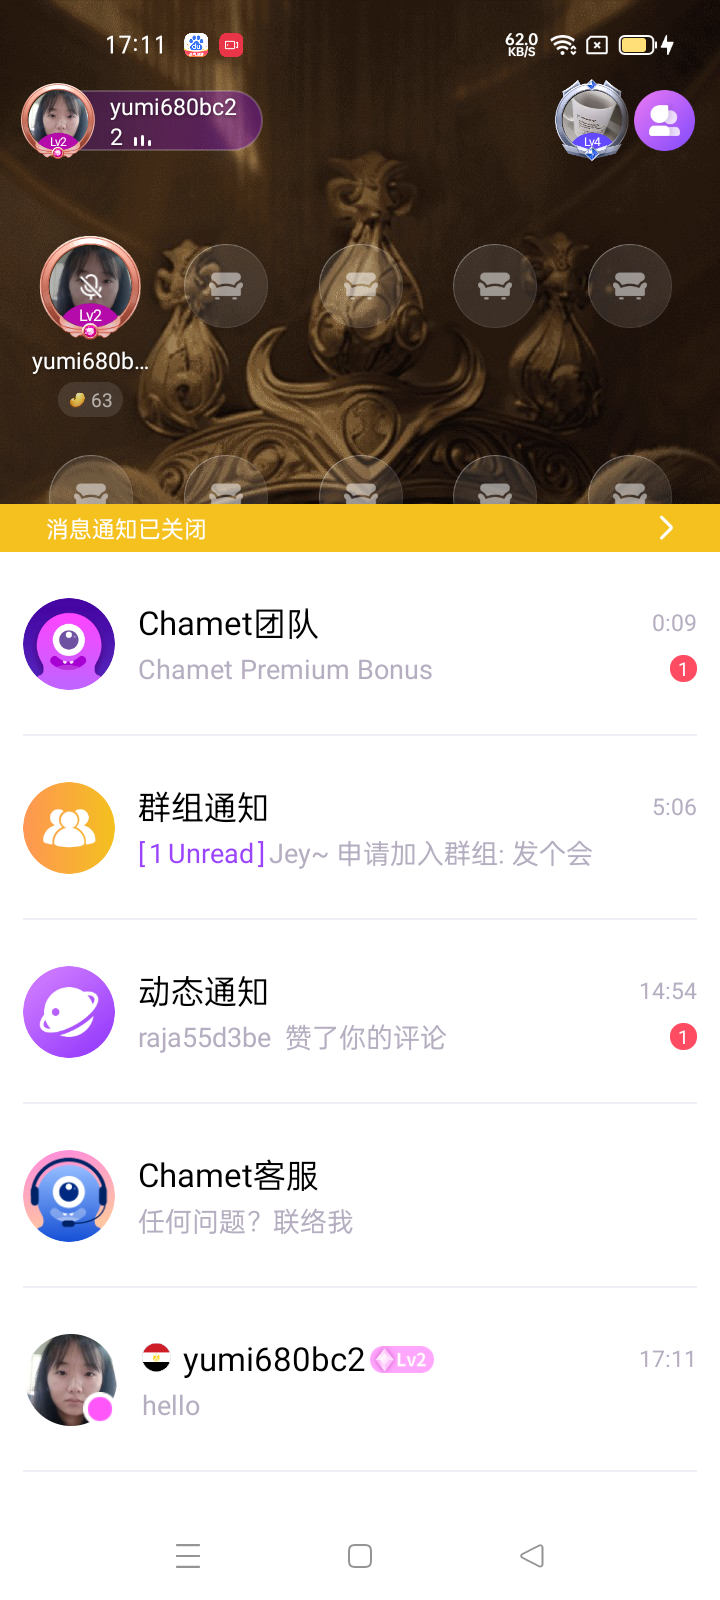 17:11
62.0
KB/S
yumi680bc2
2
Lv2
Lv4
Lv2
yumi680b...
63
消息通知已关闭
Chamet团队
0:09
Chamet Premium Bonus
1
群组通知
5:06
[1 Unread]Jey~ 申请加入群组: 发个会
动态通知
14:54
raja55d3be 赞了你的评论
1
Chamet客服
任何问题？联络我
yumi680bc2 Lv2
17:11
hello